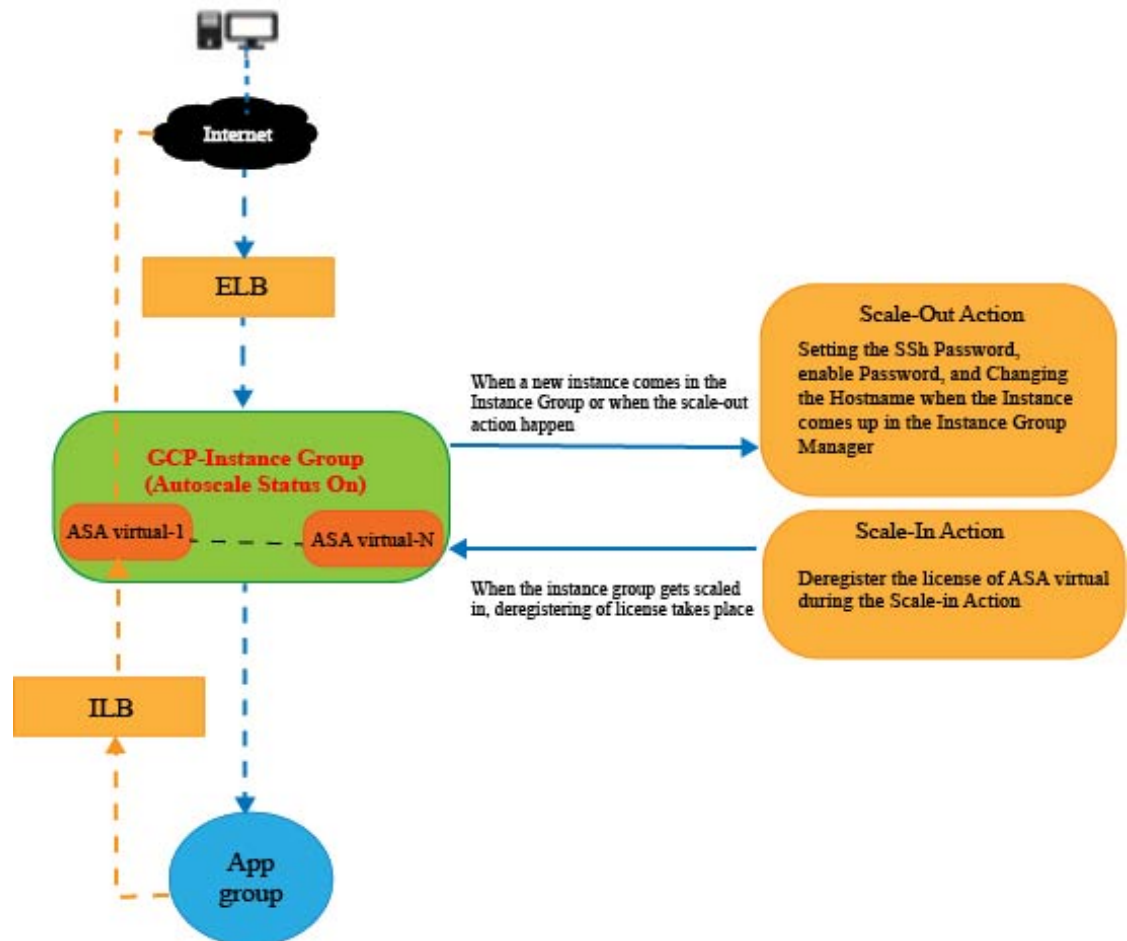 Internet
ELB
Scale-Out Action
Setting the SSh Password,
enable Password, and Changing
the Hostname when the Instance
comes up in the Instance Group
Manager
When a new instance comes in the
Instance Group or when the scale-out
action happen
GCP-Instance Group
(Autoscale Status On)
ASA virtual-1
ASA virtual-N
Scale-In Action
Deregister the license of ASA virtual
during the Scale-in Action
When the instance group gets scaled
in, deregistering of license takes place
ILB
App
group